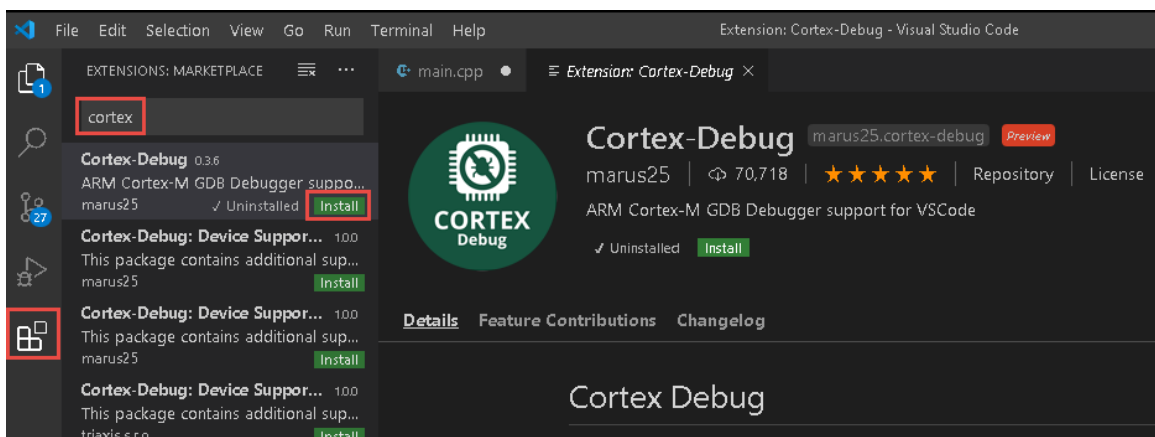 File Edit Selection View Go Run Terminal Help
Extension: Cortex-Debug - Visual Studio Code
EXTENSIONS: MARKETPLACE
main.cpp
Extension: Cortex-Debug
1
cortex
27
Cortex-Debug 0.3.6
ARM Cortex-M GDB Debugger suppo...
marus25 ✓ Uninstalled Install
Cortex-Debug: Device Suppor... 1.0.0
This package contains additional sup...
marus25 Install
Cortex-Debug: Device Suppor... 1.0.0
This package contains additional sup...
marus25 Install
Cortex-Debug: Device Suppor... 1.0.0
This package contains additional sup...
triaxis s.r.o. Install
CORTEX
Debug
Cortex-Debug marus25.cortex-debug Preview
marus25 70,718 ★★★★★ Repository License
ARM Cortex-M GDB Debugger support for VSCode
✓ Uninstalled Install
Details Feature Contributions Changelog
Cortex Debug